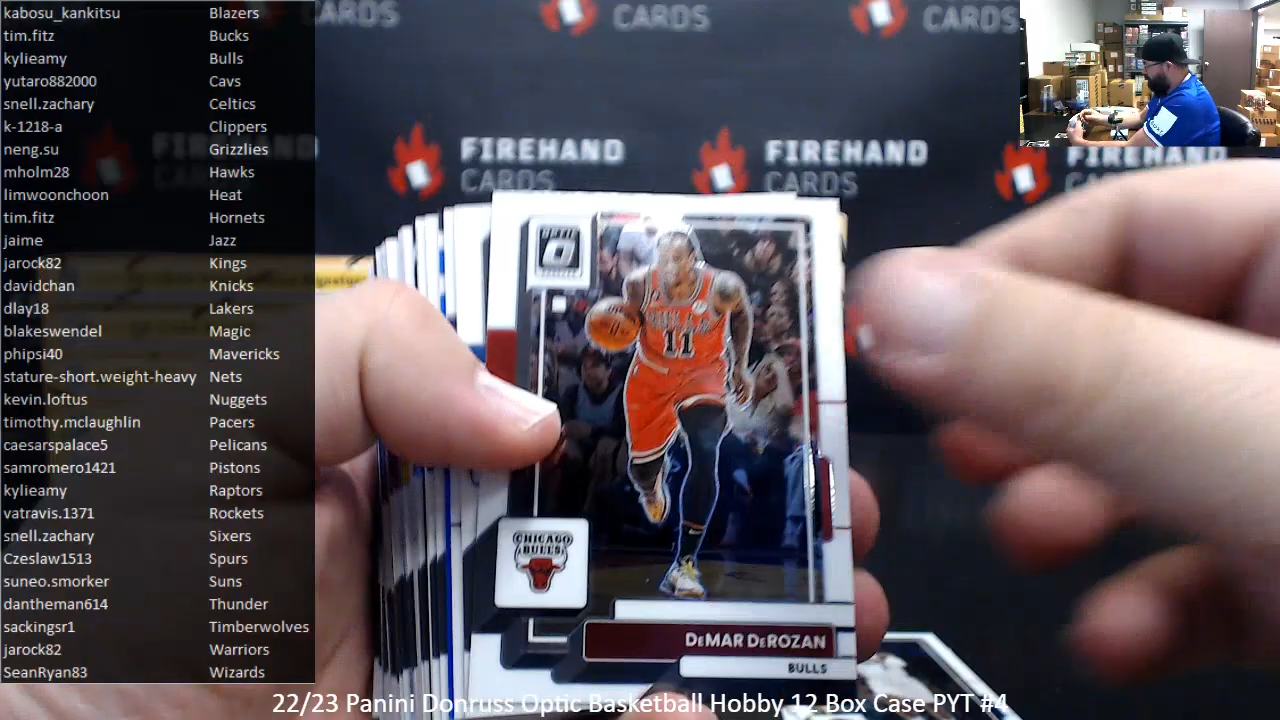 kabosu_kankitsu Blazers
tim.fitz Bucks
kylieamy Bulls
yutaro882000 Cavs
snell.zachary Celtics
k-1218-a Clippers
neng.su Grizzlies
mholm28 Hawks
limwoonchoon Heat
tim.fitz Hornets
jaime Jazz
jarock82 Kings
davidchan Knicks
dlay18 Lakers
blakeswendel Magic
phipsi40 Mavericks
stature-short.weight-heavy Nets
kevin.loftus Nuggets
timothy.mclaughlin Pacers
caesarspalace5 Pelicans
samromero1421 Pistons
kylieamy Raptors
vatravis.1371 Rockets
snell.zachary Sixers
Czeslaw1513 Spurs
suneo.smorker Suns
dantheman614 Thunder
sackingsr1 Timberwolves
jarock82 Warriors
SeanRyan83 Wizards
CARDS
CARDS
CARDS
FIREHAND
CARDS
FIREHAND
CARDS
FIREHAND
CARDS
FIREHAND
OPTIC
BULLS
11
CHICAGO
BULLS
DeMAR DeROZAN
BULLS
22/23 Panini Donruss Optic Basketball Hobby 12 Box Case PYT #4